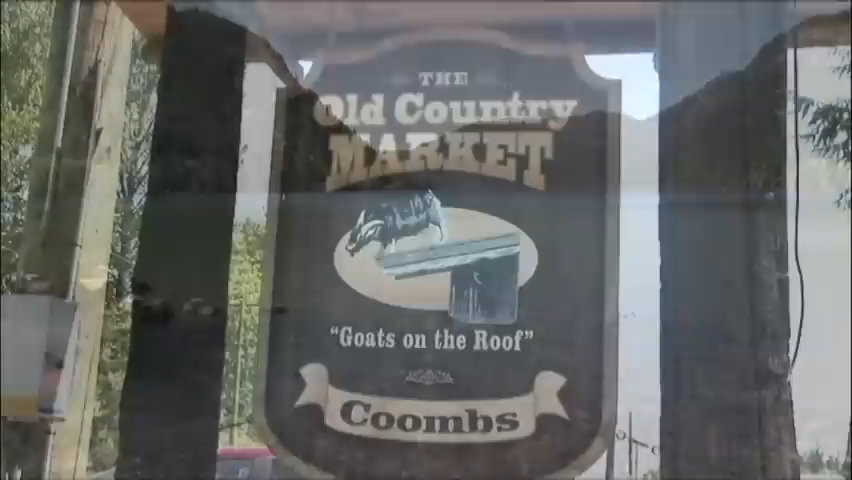 THE
Old Country
MARKET
"Goats on the Roof"
Coombs